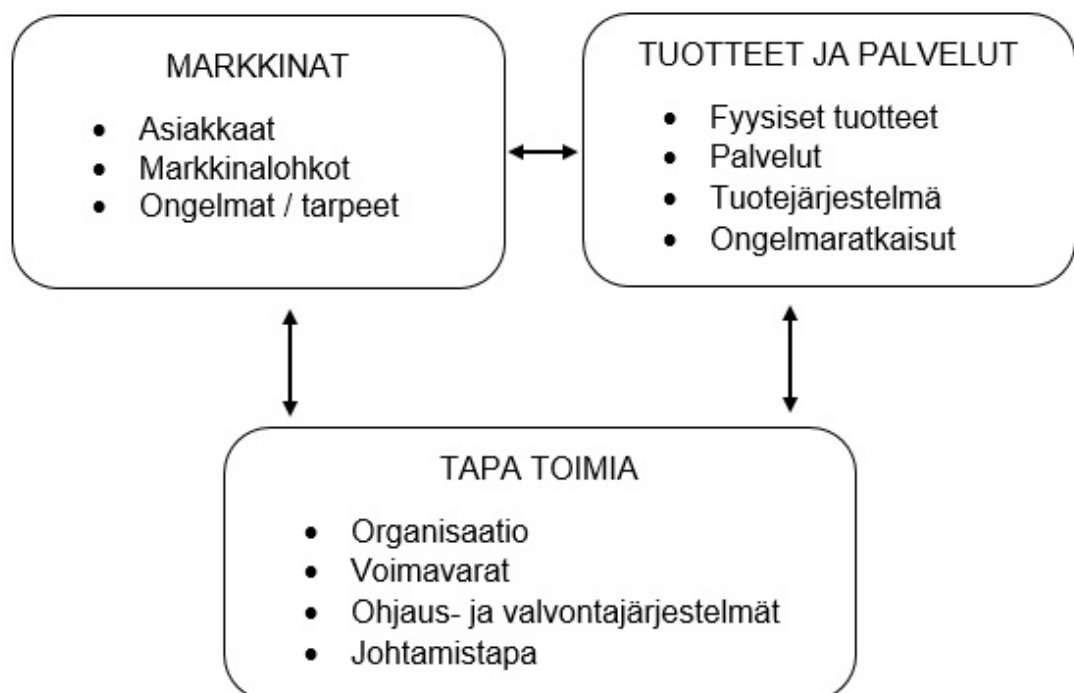 MARKKINAT
• Asiakkaat
• Markkinalohkot
• Ongelmat / tarpeet
TUOTTEET JA PALVELUT
• Fyysiset tuotteet
• Palvelut
• Tuotejärjestelmä
• Ongelmaratkaisut
TAPA TOIMIA
• Organisaatio
• Voimavarat
• Ohjaus- ja valvontajärjestelmät
• Johtamistapa